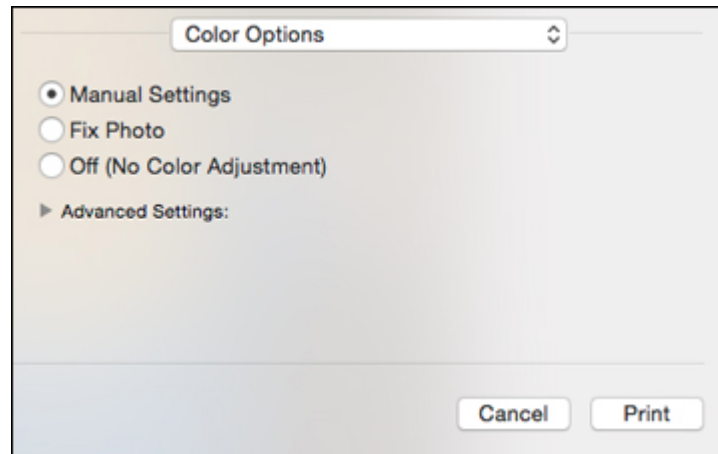 Color Options
Manual Settings
Fix Photo
Off (No Color Adjustment)
Advanced Settings:
Cancel Print